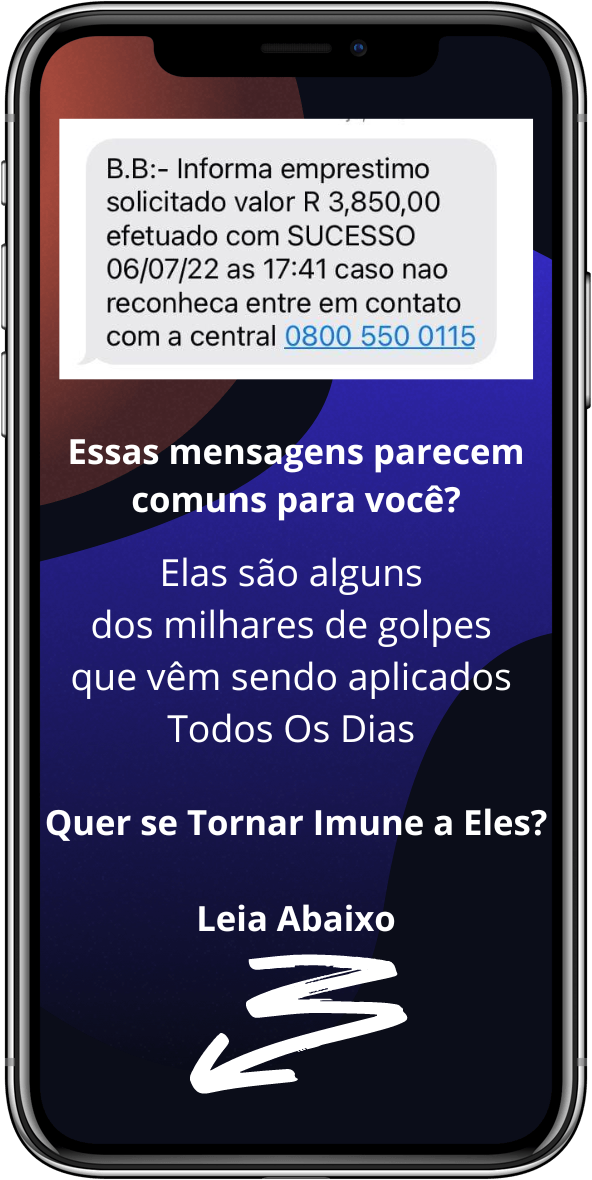 B.B:- Informa emprestimo
solicitado valor R 3,850,00
efetuado com SUCESSO
06/07/22 as 17:41 caso nao
reconheca entre em contato
com a central 0800 550 0115
Essas mensagens parecem
comuns para você?
Elas são alguns
dos milhares de golpes
que vêm sendo aplicados
Todos Os Dias
Quer se Tornar Imune a Eles?
Leia Abaixo